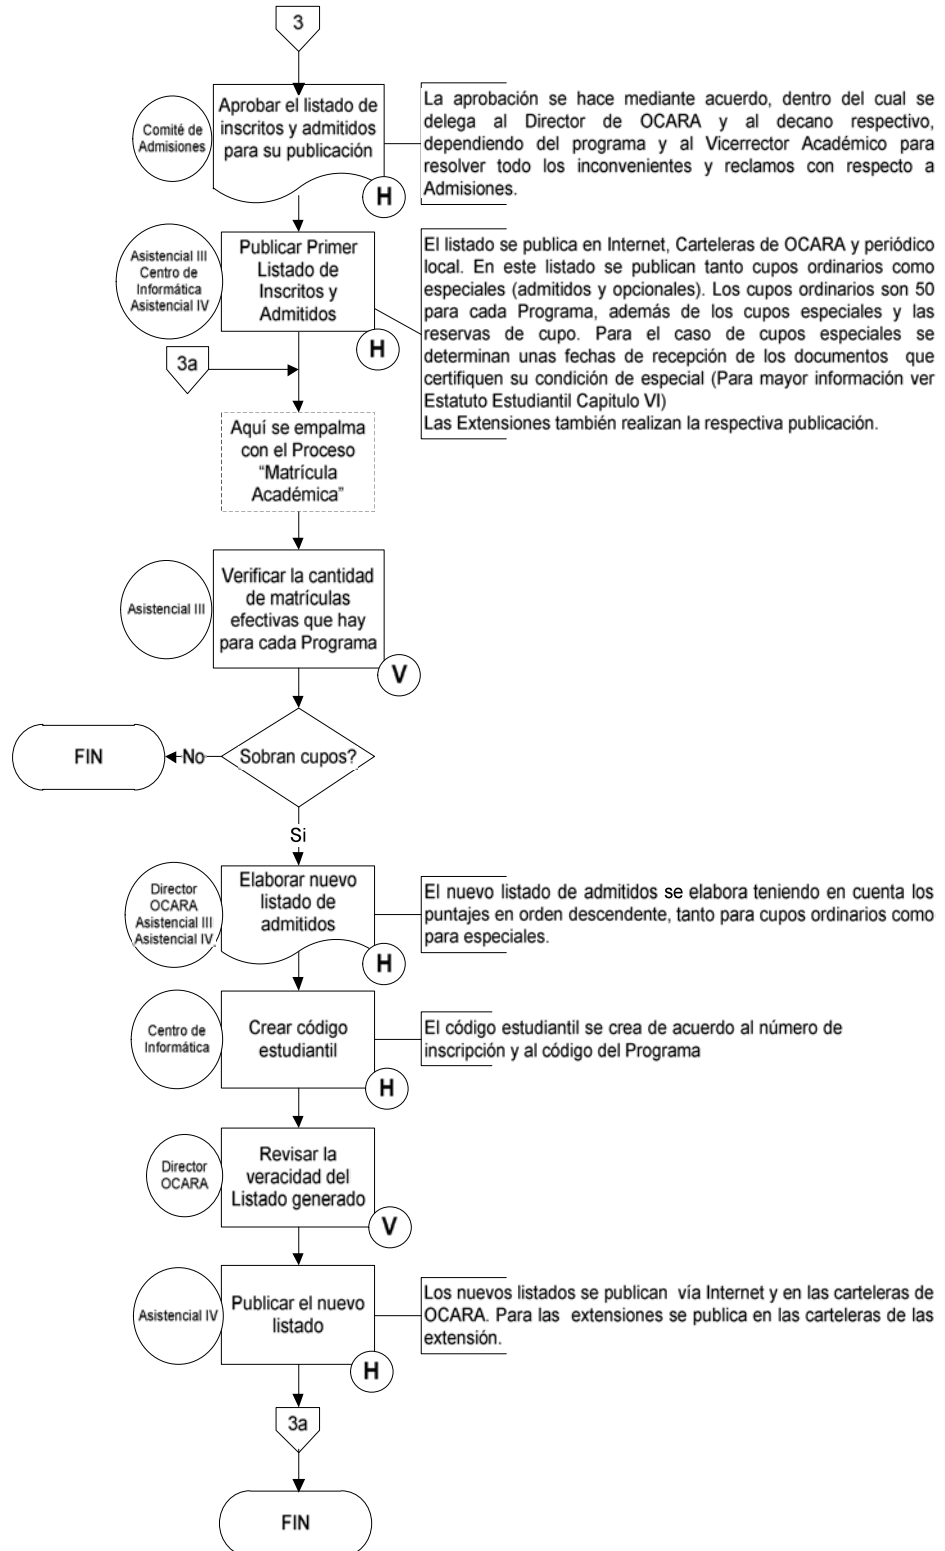 3
Comité de
Admisiones
Aprobar el listado de
inscritos y admitidos
para su publicación
H
La aprobación se hace mediante acuerdo, dentro del cual se
delega al Director de OCARA y al decano respectivo,
dependiendo del programa y al Vicerrector Académico para
resolver todo los inconvenientes y reclamos con respecto a
Admisiones.
Asistencial III
Centro de
Informática
Asistencial IV
Publicar Primer
Listado de
Inscritos y
Admitidos
H
El listado se publica en Internet, Carteleras de OCARA y periódico
local. En este listado se publican tanto cupos ordinarios como
especiales (admitidos y opcionales). Los cupos ordinarios son 50
para cada Programa, además de los cupos especiales y las
reservas de cupo. Para el caso de cupos especiales se
determinan unas fechas de recepción de los documentos que
certifiquen su condición de especial (Para mayor información ver
Estatuto Estudiantil Capitulo VI)
Las Extensiones también realizan la respectiva publicación.
3a
Aquí se empalma
con el Proceso
“Matrícula
Académica”
Asistencial III
Verificar la cantidad
de matrículas
efectivas que hay
para cada Programa
V
Sobran cupos?
No
FIN
Si
Director
OCARA
Asistencial III
Asistencial IV
Elaborar nuevo
listado de
admitidos
H
El nuevo listado de admitidos se elabora teniendo en cuenta los
puntajes en orden descendente, tanto para cupos ordinarios como
para especiales.
Centro de
Informática
Crear código
estudiantil
H
El código estudiantil se crea de acuerdo al número de
inscripción y al código del Programa
Director
OCARA
Revisar la
veracidad del
Listado generado
V
Asistencial IV
Publicar el nuevo
listado
H
Los nuevos listados se publican vía Internet y en las carteleras de
OCARA. Para las extensiones se publica en las carteleras de las
extensión.
3a
FIN